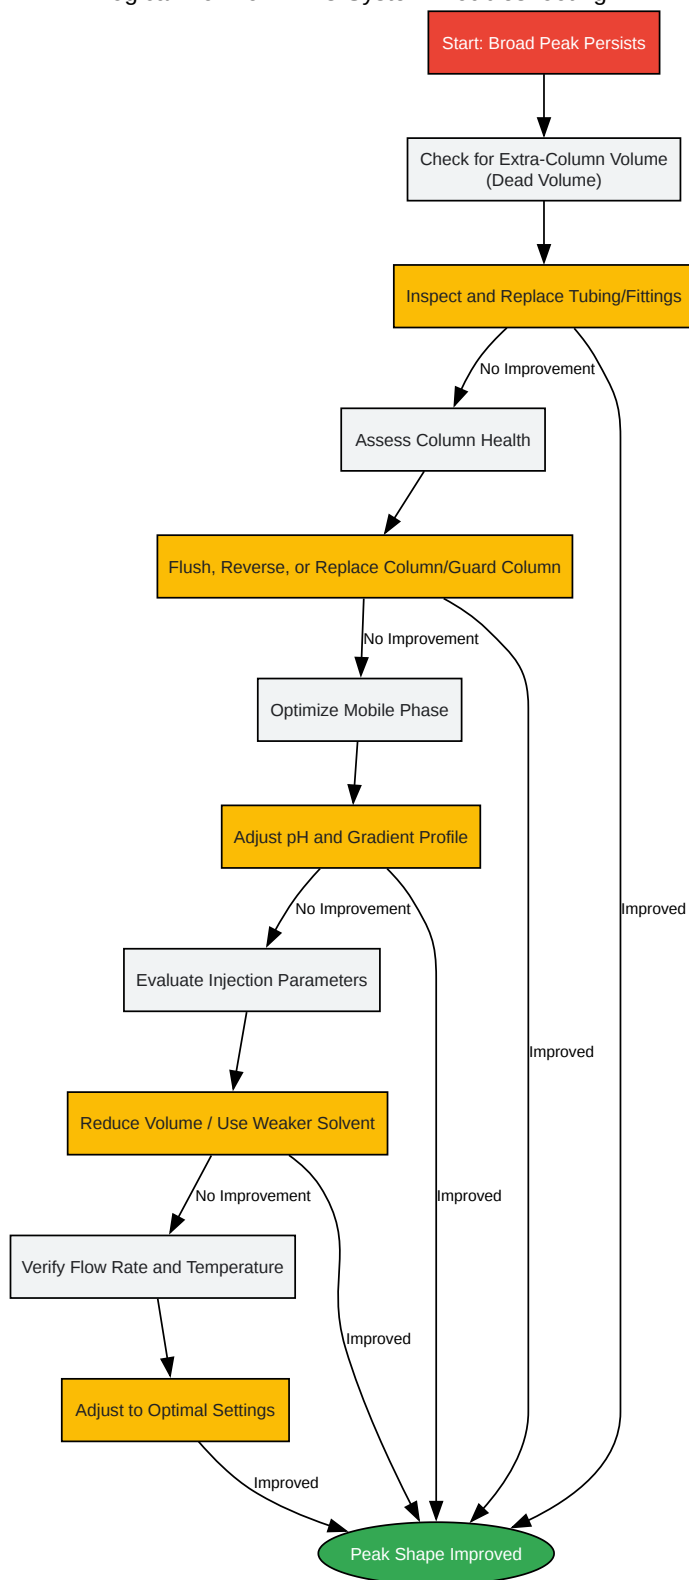 Start: Broad Peak Persists
Check for Extra-Column Volume
(Dead Volume)
Inspect and Replace Tubing/Fittings
No Improvement
Assess Column Health
Flush, Reverse, or Replace Column/Guard Column
No Improvement
Optimize Mobile Phase
Adjust pH and Gradient Profile
No Improvement
Improved
Evaluate Injection Parameters
Improved
Reduce Volume / Use Weaker Solvent
No Improvement
Improved
Verify Flow Rate and Temperature
Improved
Adjust to Optimal Settings
Improved
Peak Shape Improved